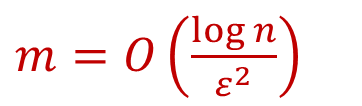 m = O(log n / ε²)